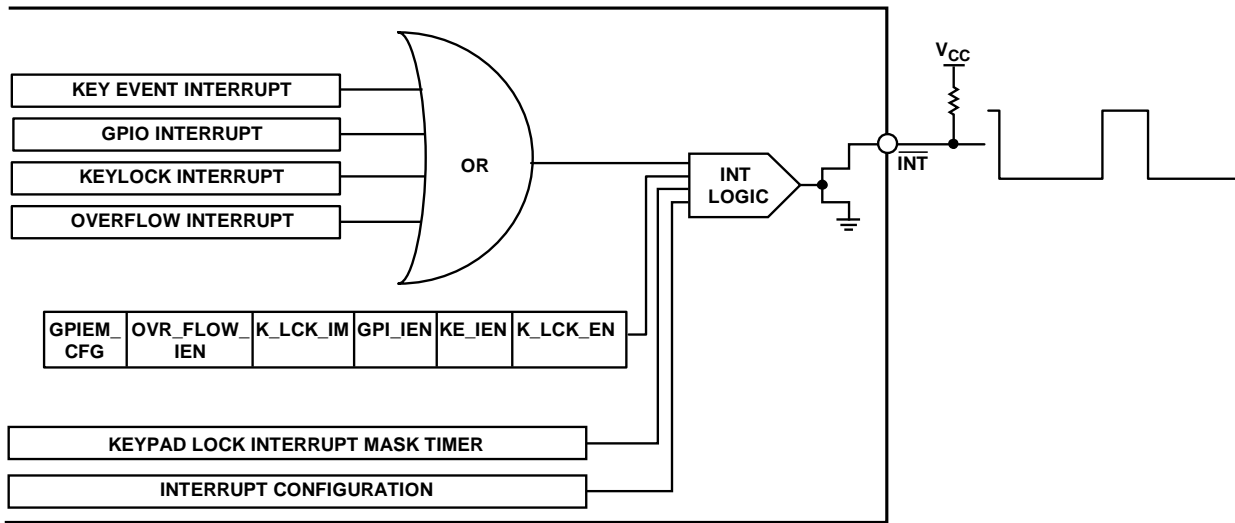 KEY EVENT INTERRUPT
GPIO INTERRUPT
KEYLOCK INTERRUPT
OVERFLOW INTERRUPT
OR
INT
LOGIC
VCC
INT
GPIEM_
CFG
OVR_FLOW_
IEN
K_LCK_IM
GPI_IEN
KE_IEN
K_LCK_EN
KEYPAD LOCK INTERRUPT MASK TIMER
INTERRUPT CONFIGURATION